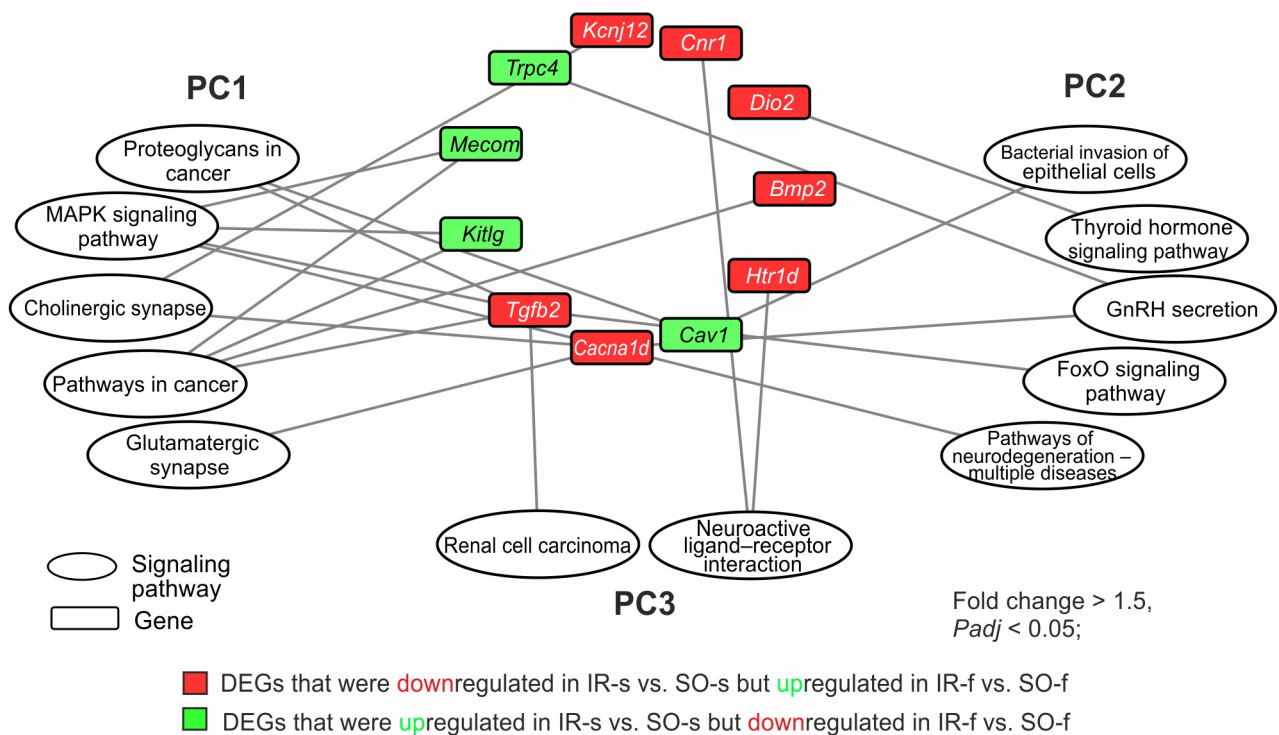 Kcnj12
Cnr1
Trpc4
PC1
PC2
Dio2
Proteoglycans in
cancer
Mecom
Bacterial invasion of
epithelial cells
Bmp2
MAPK signaling
pathway
Kitlg
Thyroid hormone
signaling pathway
Htr1d
Cholinergic synapse
Tgfb2
GnRH secretion
Cav1
Cacna1d
Pathways in cancer
FoxO signaling
pathway
Glutamatergic
synapse
Pathways of
neurodegeneration –
multiple diseases
Renal cell carcinoma
Neuroactive
ligand–receptor
interaction
Signaling
pathway
Gene
PC3
Fold change > 1.5,
Padj < 0.05;
DEGs that were downregulated in IR-s vs. SO-s but upregulated in IR-f vs. SO-f
DEGs that were upregulated in IR-s vs. SO-s but downregulated in IR-f vs. SO-f